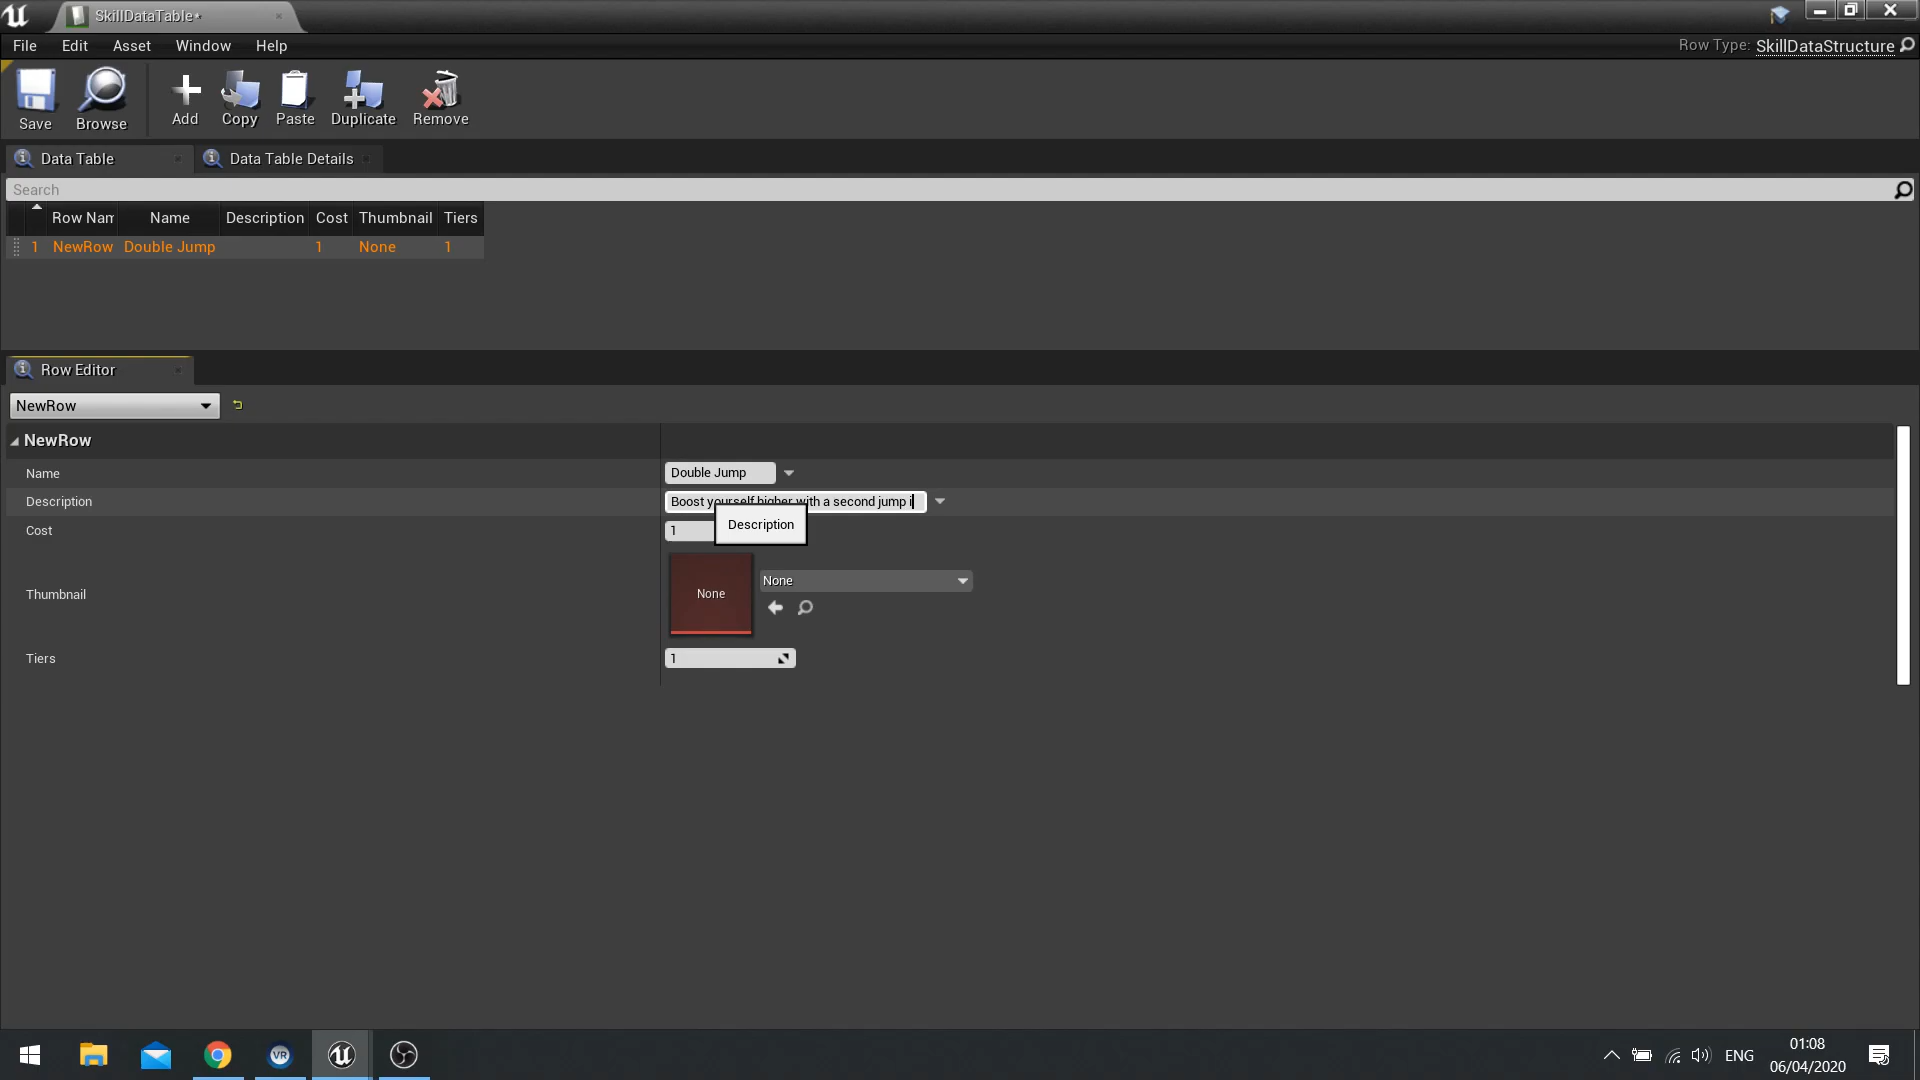 SkillDataTable*
File Edit Asset Window Help
Row Type: SkillDataStructure
Save Browse Add Copy Paste Duplicate Remove
Data Table Data Table Details
Search
Row Nam Name Description Cost Thumbnail Tiers
1 NewRow Double Jump 1 None 1
Row Editor
NewRow
NewRow
Name Double Jump
Description Boost yourself higher with a second jump i
Description
Cost 1
Thumbnail None None
Tiers 1
VR
ENG
01:08
06/04/2020